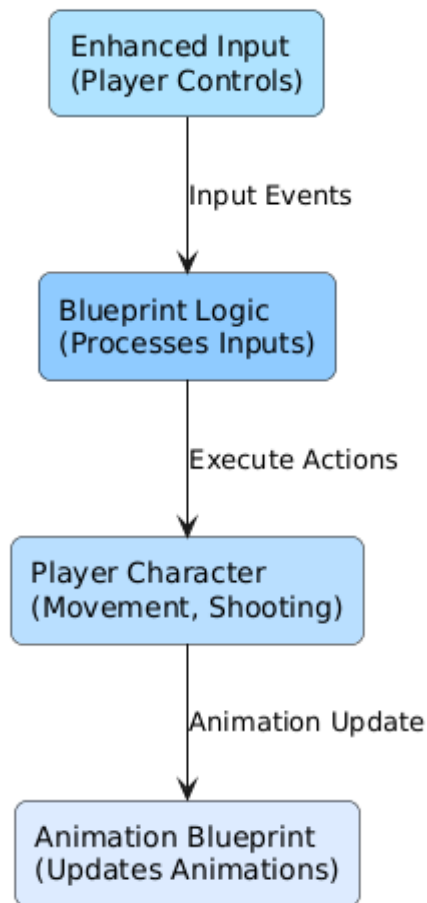 Enhanced Input
(Player Controls)
Input Events
Blueprint Logic
(Processes Inputs)
Execute Actions
Player Character
(Movement, Shooting)
Animation Update
Animation Blueprint
(Updates Animations)